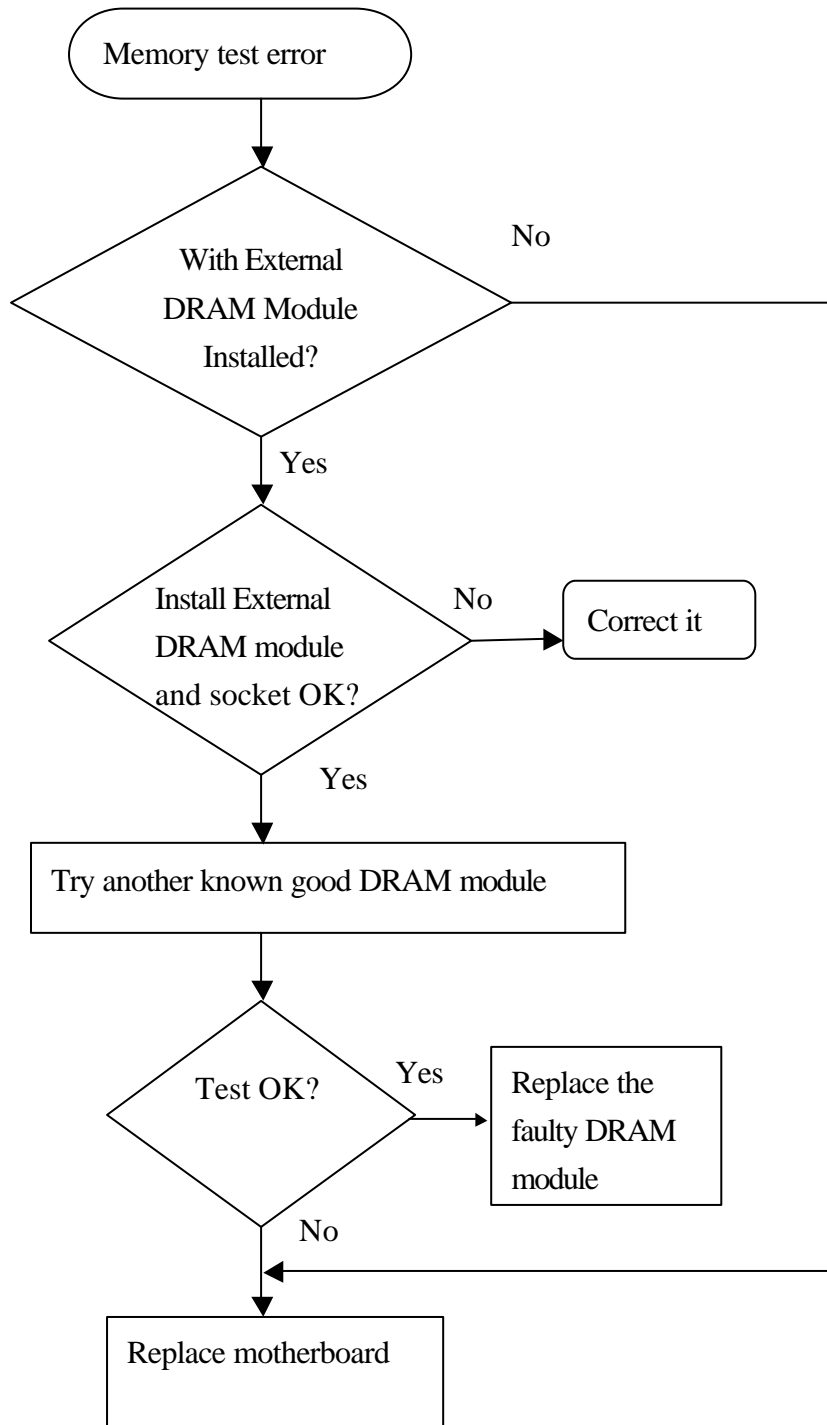 Memory test error
With External
DRAM Module
Installed?
No
Yes
Install External
DRAM module
and socket OK?
No
Correct it
Yes
Try another known good DRAM module
Test OK?
Yes
Replace the
faulty DRAM
module
No
Replace motherboard